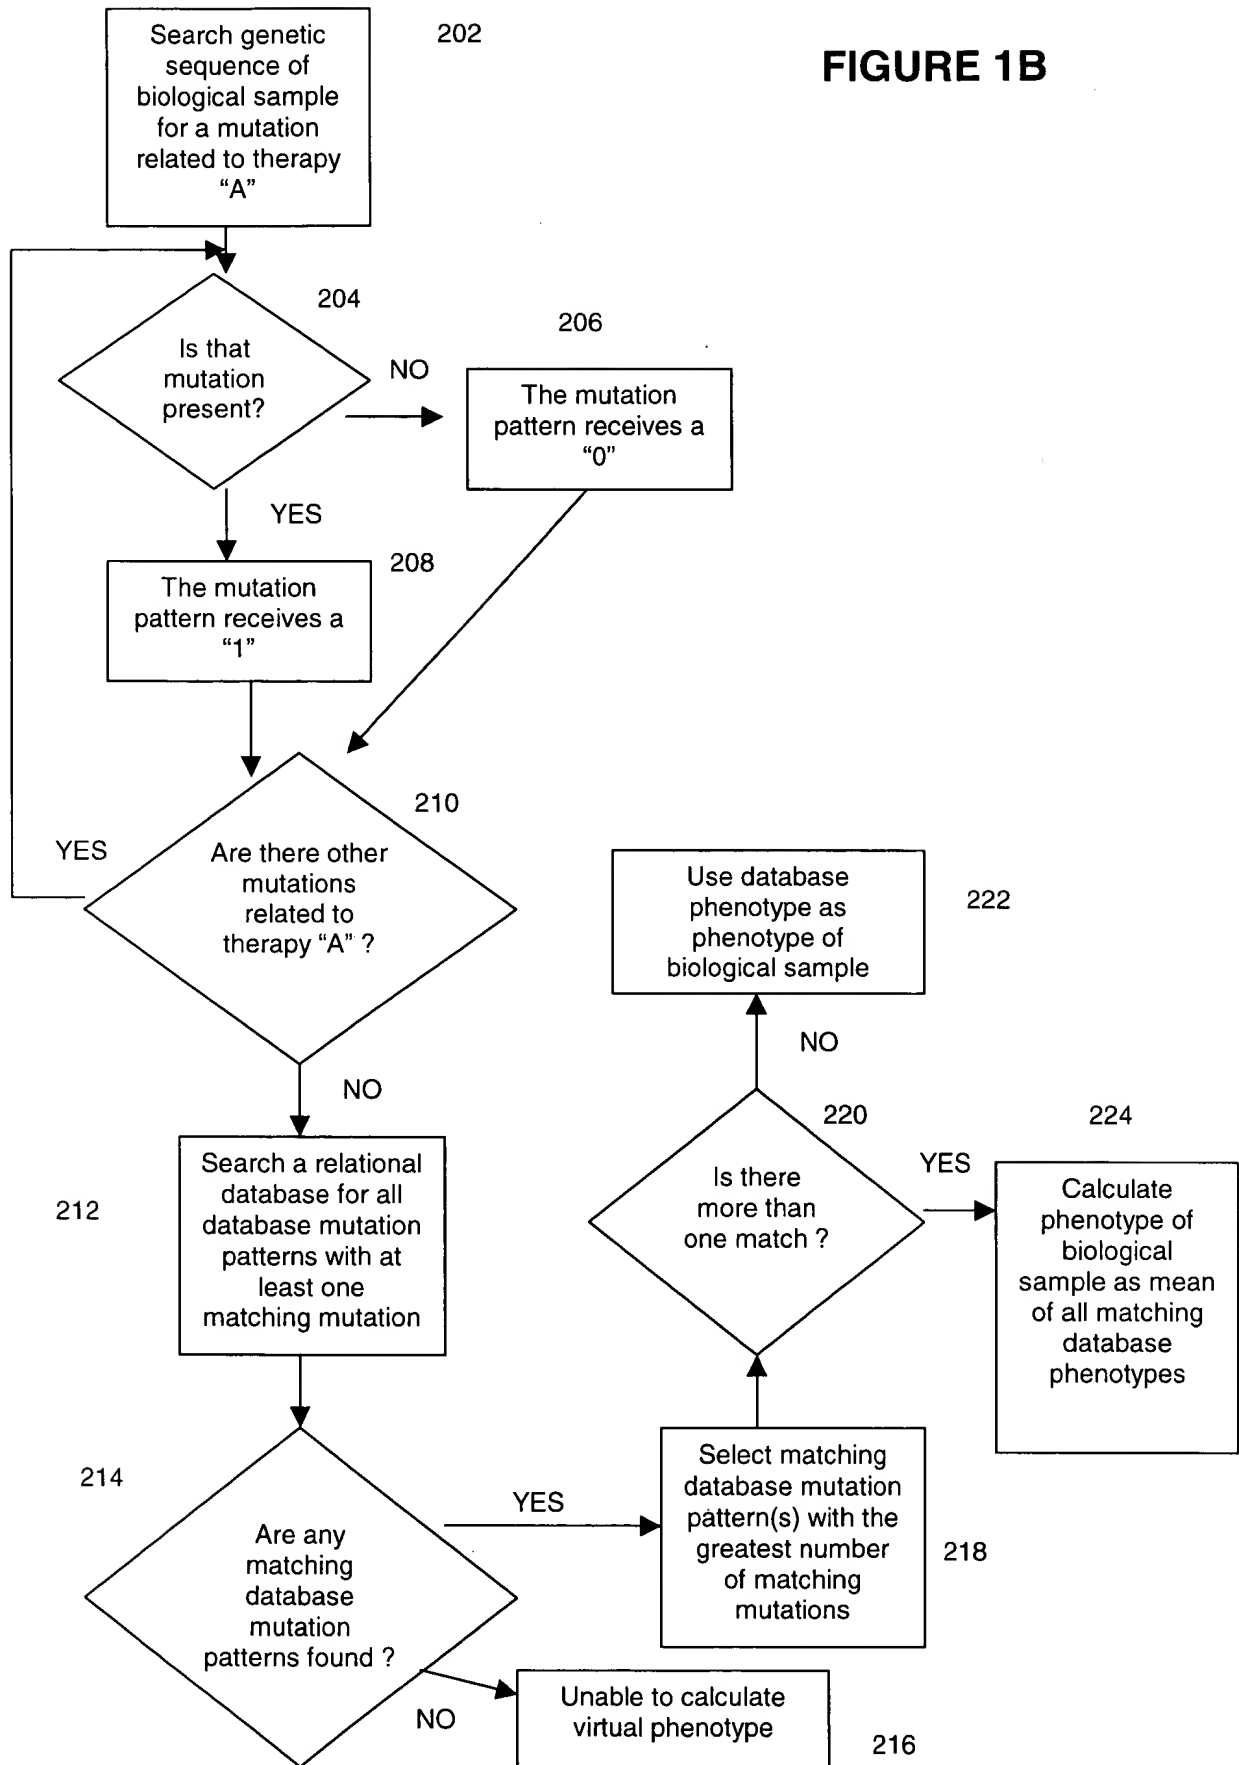 FIGURE 1B
202
Search genetic
sequence of
biological sample
for a mutation
related to therapy
“A”
204
Is that
mutation
present?
NO
206
The mutation
pattern receives a
“0”
YES
208
The mutation
pattern receives a
“1”
210
YES
Are there other
mutations
related to
therapy “A” ?
NO
212
Search a relational
database for all
database mutation
patterns with at
least one
matching mutation
214
Are any
matching
database
mutation
patterns found ?
YES
NO
Unable to calculate
virtual phenotype
216
Select matching
database mutation
pattern(s) with the
greatest number
of matching
mutations
218
220
Is there
more than
one match ?
NO
Use database
phenotype as
phenotype of
biological sample
222
YES
224
Calculate
phenotype of
biological
sample as mean
of all matching
database
phenotypes